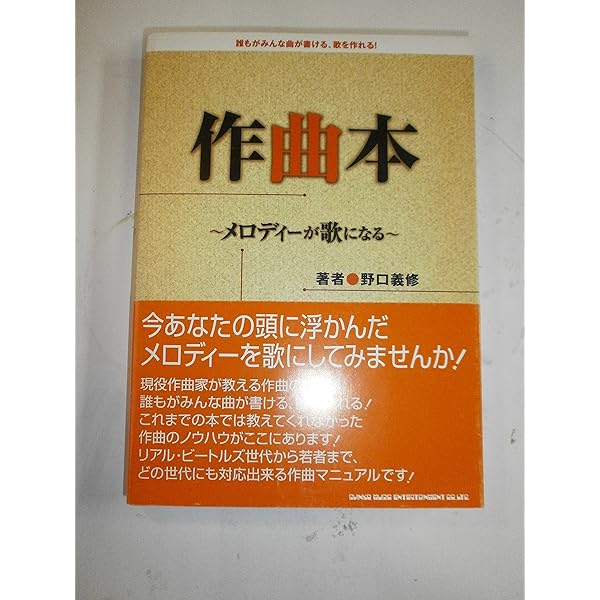 誰もがみんな曲が書ける、歌を作れる!
作曲本
~メロディーが歌になる~
著者●野口義修
今あなたの頭に浮かんだ
メロディーを歌にしてみませんか!
現役作曲家が教える作曲の
誰もがみんな曲が書ける、 れる!
これまでの本では教えてくれなかった
作曲のノウハウがここにあります!
リアル・ビートルズ世代から若者まで、
どの世代にも対応出来る作曲マニュアルです!
SHINKO MUSIC ENTERTAINMENT CO.,LTD.